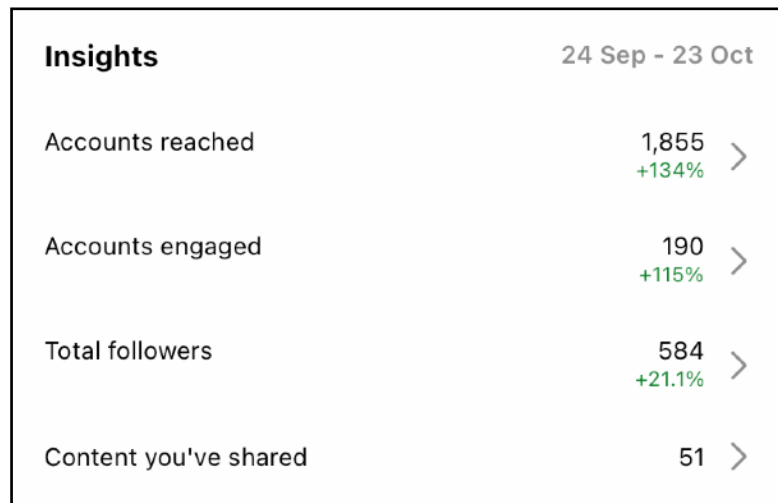 Insights 24 Sep - 23 Oct
Accounts reached 1,855
+134%
Accounts engaged 190
+115%
Total followers 584
+21.1%
Content you've shared 51